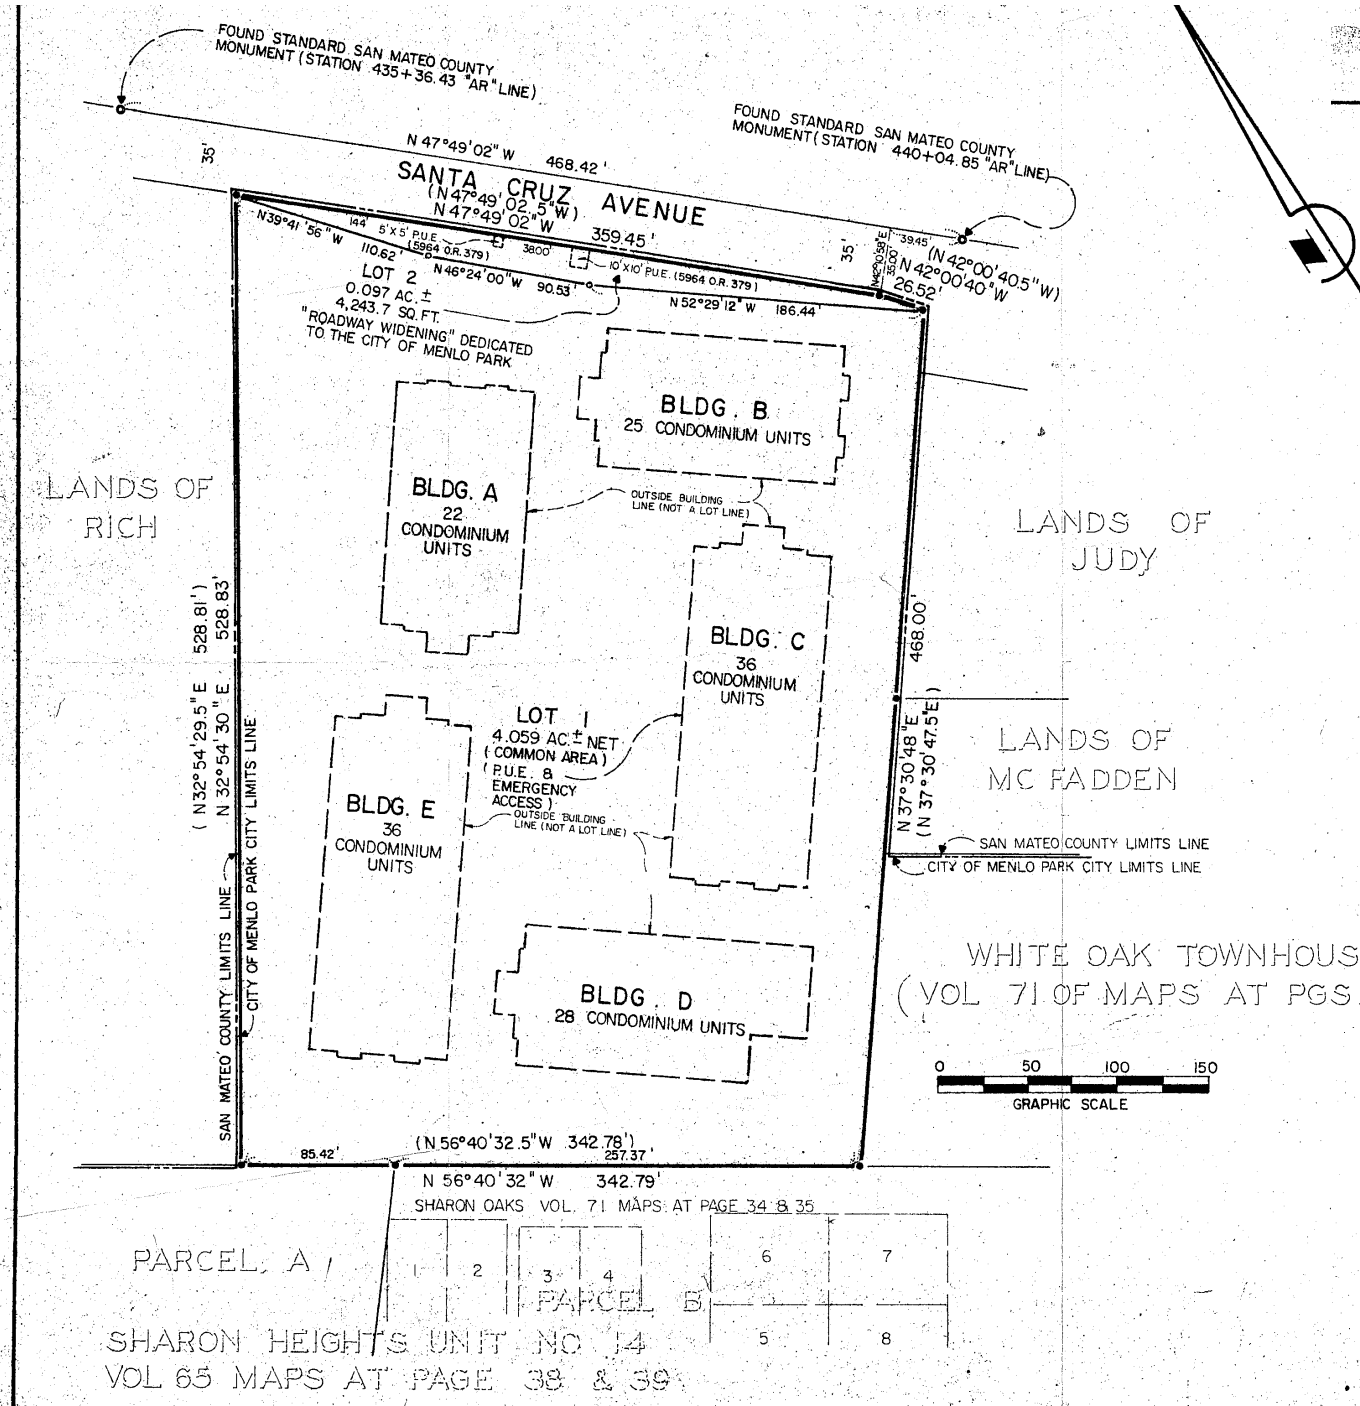 FOUND STANDARD SAN MATEO COUNTY
MONUMENT (STATION 435+36.43 "AR" LINE)
FOUND STANDARD SAN MATEO COUNTY
MONUMENT (STATION 440+04.85 "AR" LINE)
N 47°49'02" W 468.42'
35'
SANTA CRUZ AVENUE
(N 47°49'02.5" W)
N 47°49'02" W 359.45'
35'
39.45'
35.00'
(N 42°00'40.5" W)
N 42°00'40" W
26.52'
N 39°41'56" W 110.62'
144'
5'X5' P.U.E.
(5964 O.R. 379)
38.00'
10'X10' P.U.E. (5964 O.R. 379)
N 46°24'00" W 90.53'
N 52°29'12" W 186.44'
LOT 2
0.097 AC. ±
4,243.7 SQ. FT.
"ROADWAY WIDENING" DEDICATED
TO THE CITY OF MENLO PARK
BLDG. B
25 CONDOMINIUM UNITS
BLDG. A
22
CONDOMINIUM
UNITS
OUTSIDE BUILDING
LINE (NOT A LOT LINE)
LANDS OF
RICH
LANDS OF
JUDY
(N 32°54'29.5" E 528.81')
N 32°54'30" E 528.83'
BLDG. C
36
CONDOMINIUM
UNITS
468.00'
N 37°30'48" E
(N 37°30'47.5" E)
LOT 1
4.059 AC. ± NET
(COMMON AREA)
(P.U.E. &
EMERGENCY
ACCESS)
OUTSIDE BUILDING
LINE (NOT A LOT LINE)
BLDG. E
36
CONDOMINIUM
UNITS
LANDS OF
MC FADDEN
SAN MATEO COUNTY LIMITS LINE
CITY OF MENLO PARK CITY LIMITS LINE
SAN MATEO COUNTY LIMITS LINE
CITY OF MENLO PARK CITY LIMITS LINE
WHITE OAK TOWNHOUS
(VOL 71 OF MAPS AT PGS
BLDG. D
28 CONDOMINIUM UNITS
0 50 100 150
GRAPHIC SCALE
(N 56°40'32.5" W 342.78')
85.42' 257.37'
N 56°40'32" W 342.79'
SHARON OAKS VOL. 71 MAPS AT PAGE 34 & 35
PARCEL A
1 2 3 4
6 7
PARCEL B
5 8
SHARON HEIGHTS UNIT NO 14
VOL 65 MAPS AT PAGE 38 & 39